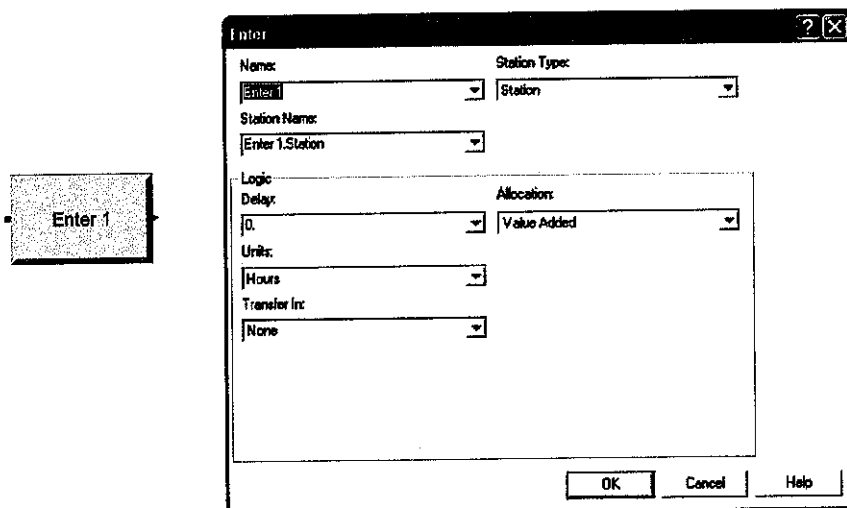 Enter
Name:
Station Type:
Enter 1
Station
Station Name:
Enter 1.Station
Logic
Delay:
Allocation:
0.
Value Added
Units:
Hours
Transfer In:
None
Enter 1
OK
Cancel
Help